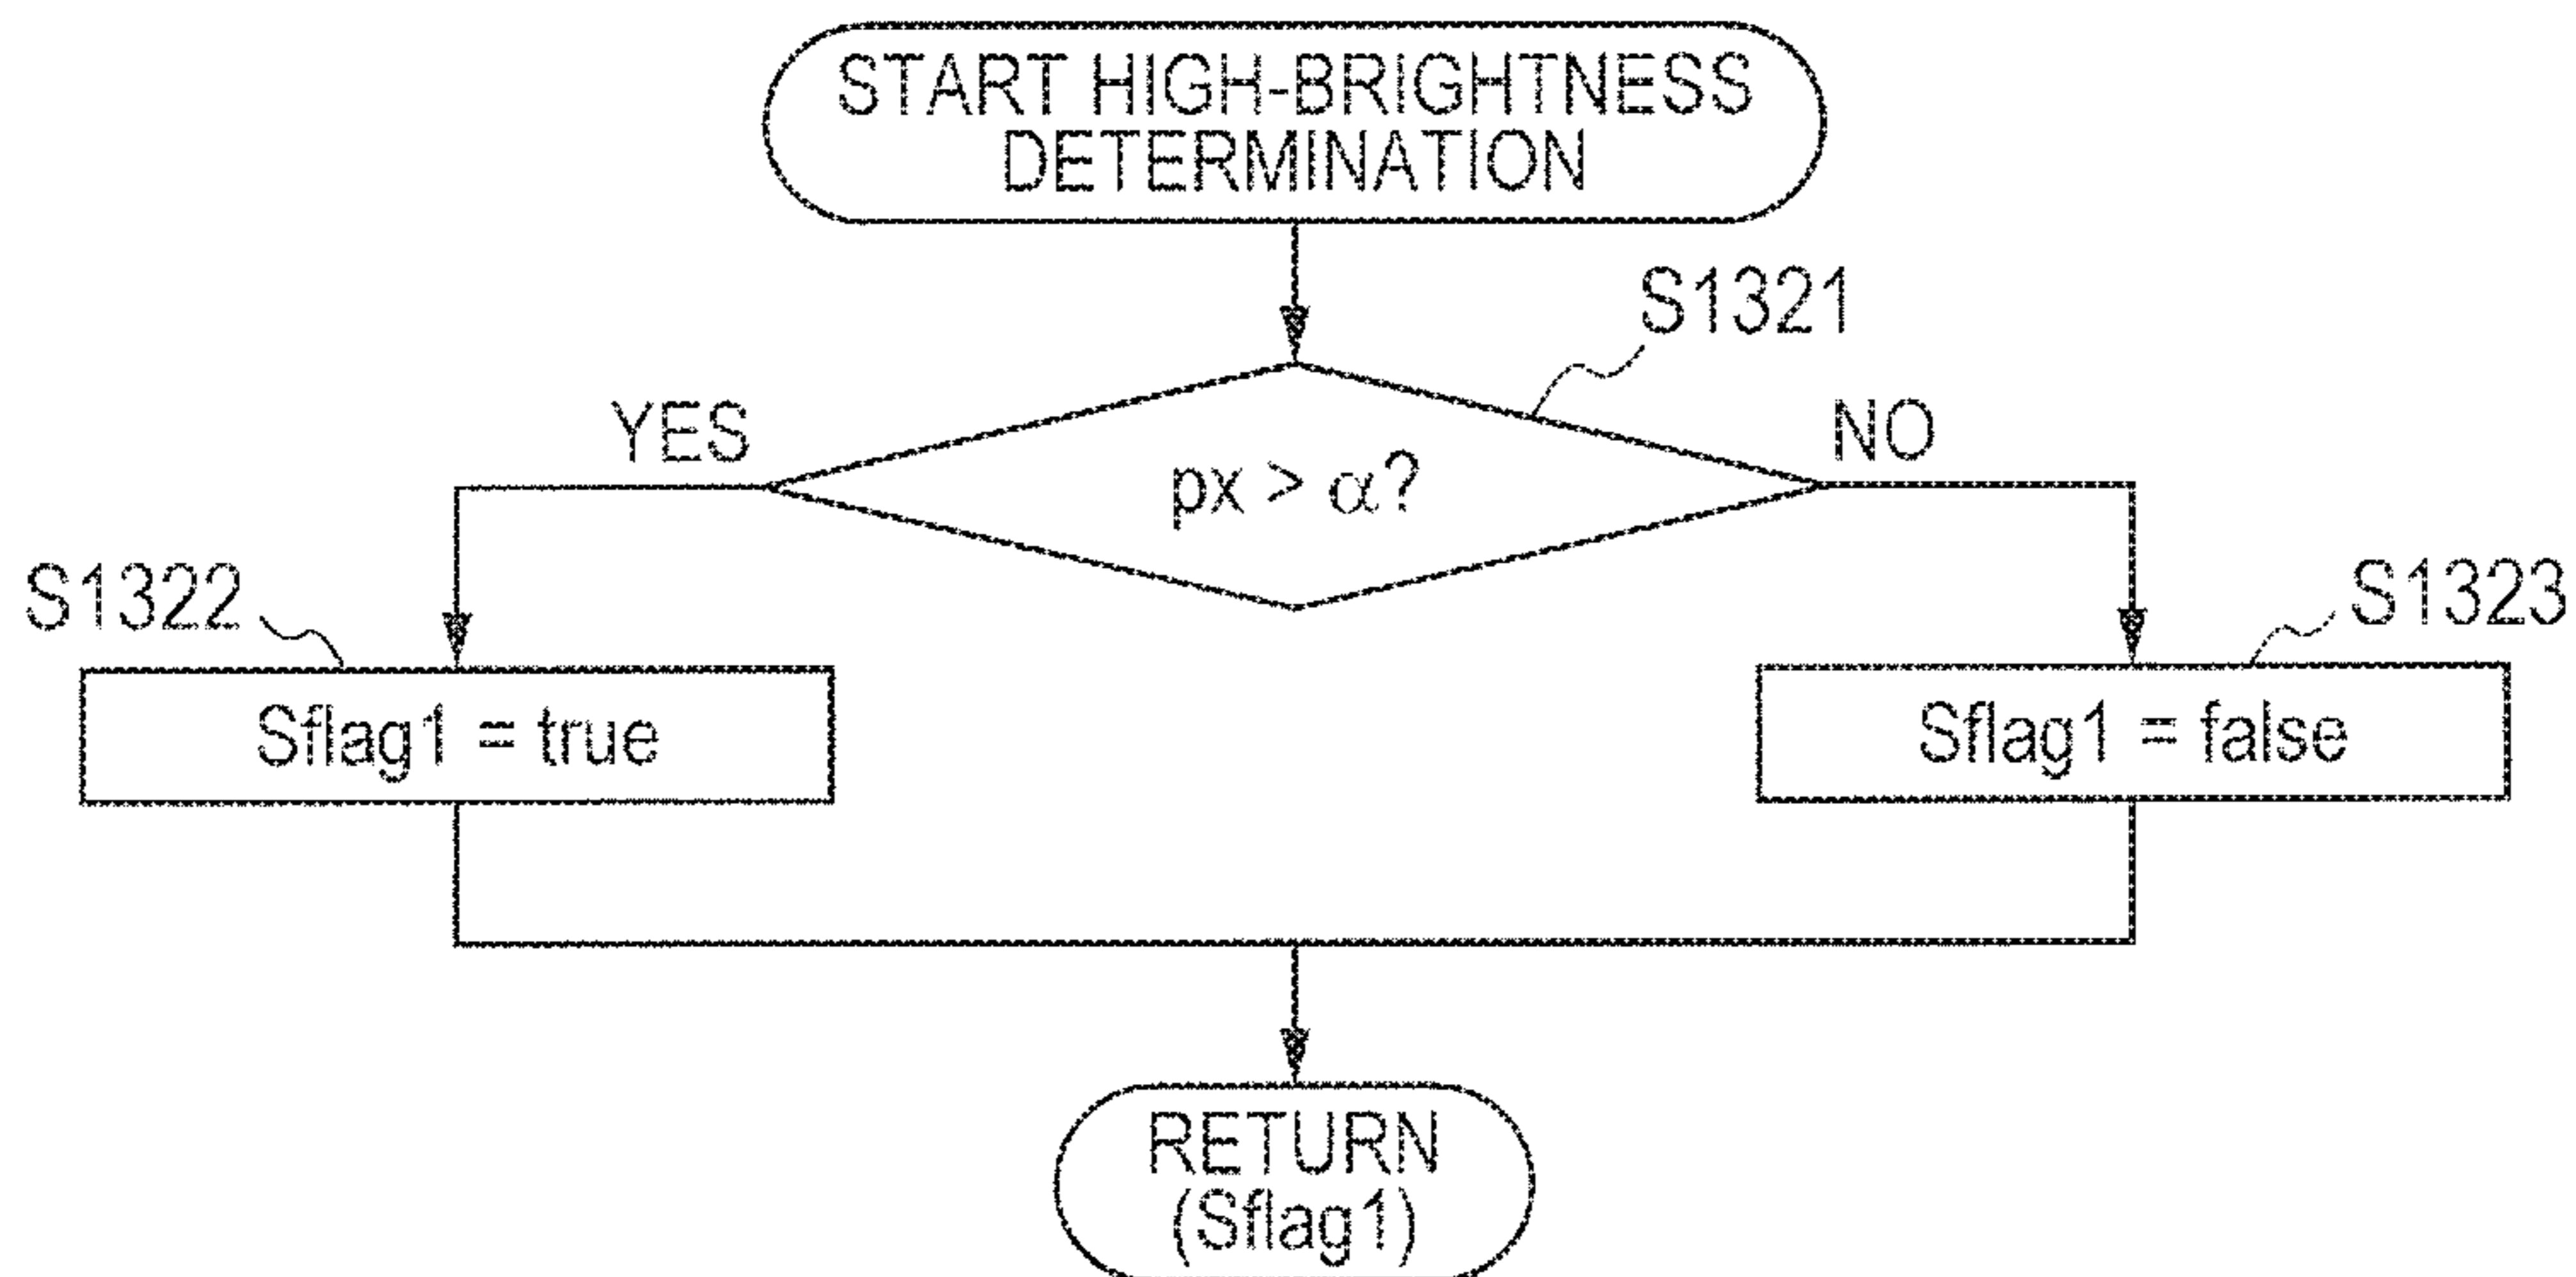 START HIGH-BRIGHTNESS
DETERMINATION
S1321
YES
NO
px > α?
S1322
S1323
Sflag1 = true
Sflag1 = false
RETURN
(Sflag1)